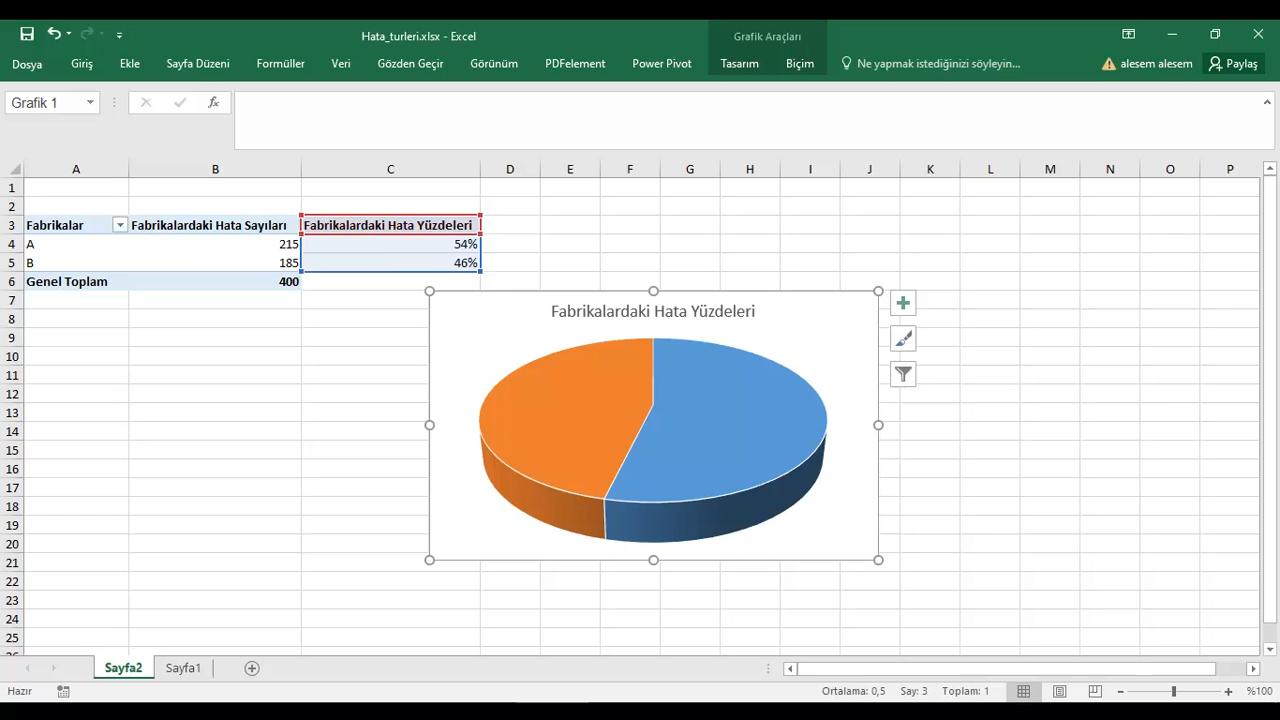 Hata_turleri.xlsx - Excel
Grafik Araçları
Dosya Giriş Ekle Sayfa Düzeni Formüller Veri Gözden Geçir Görünüm PDFelement Power Pivot Tasarım Biçim Ne yapmak istediğinizi söyleyin... alesem alesem Paylaş
Grafik 1 fx
A B C D E F G H I J K L M N O P
1
2
3 Fabrikalar Fabrikalardaki Hata Sayıları Fabrikalardaki Hata Yüzdeleri
4 A 215 54%
5 B 185 46%
6 Genel Toplam 400
7
8 Fabrikalardaki Hata Yüzdeleri
9
10
11
12
13
14
15
16
17
18
19
20
21
22
23
24
25
26
Sayfa2 Sayfa1
Hazır Ortalama: 0,5 Say: 3 Toplam: 1 %100